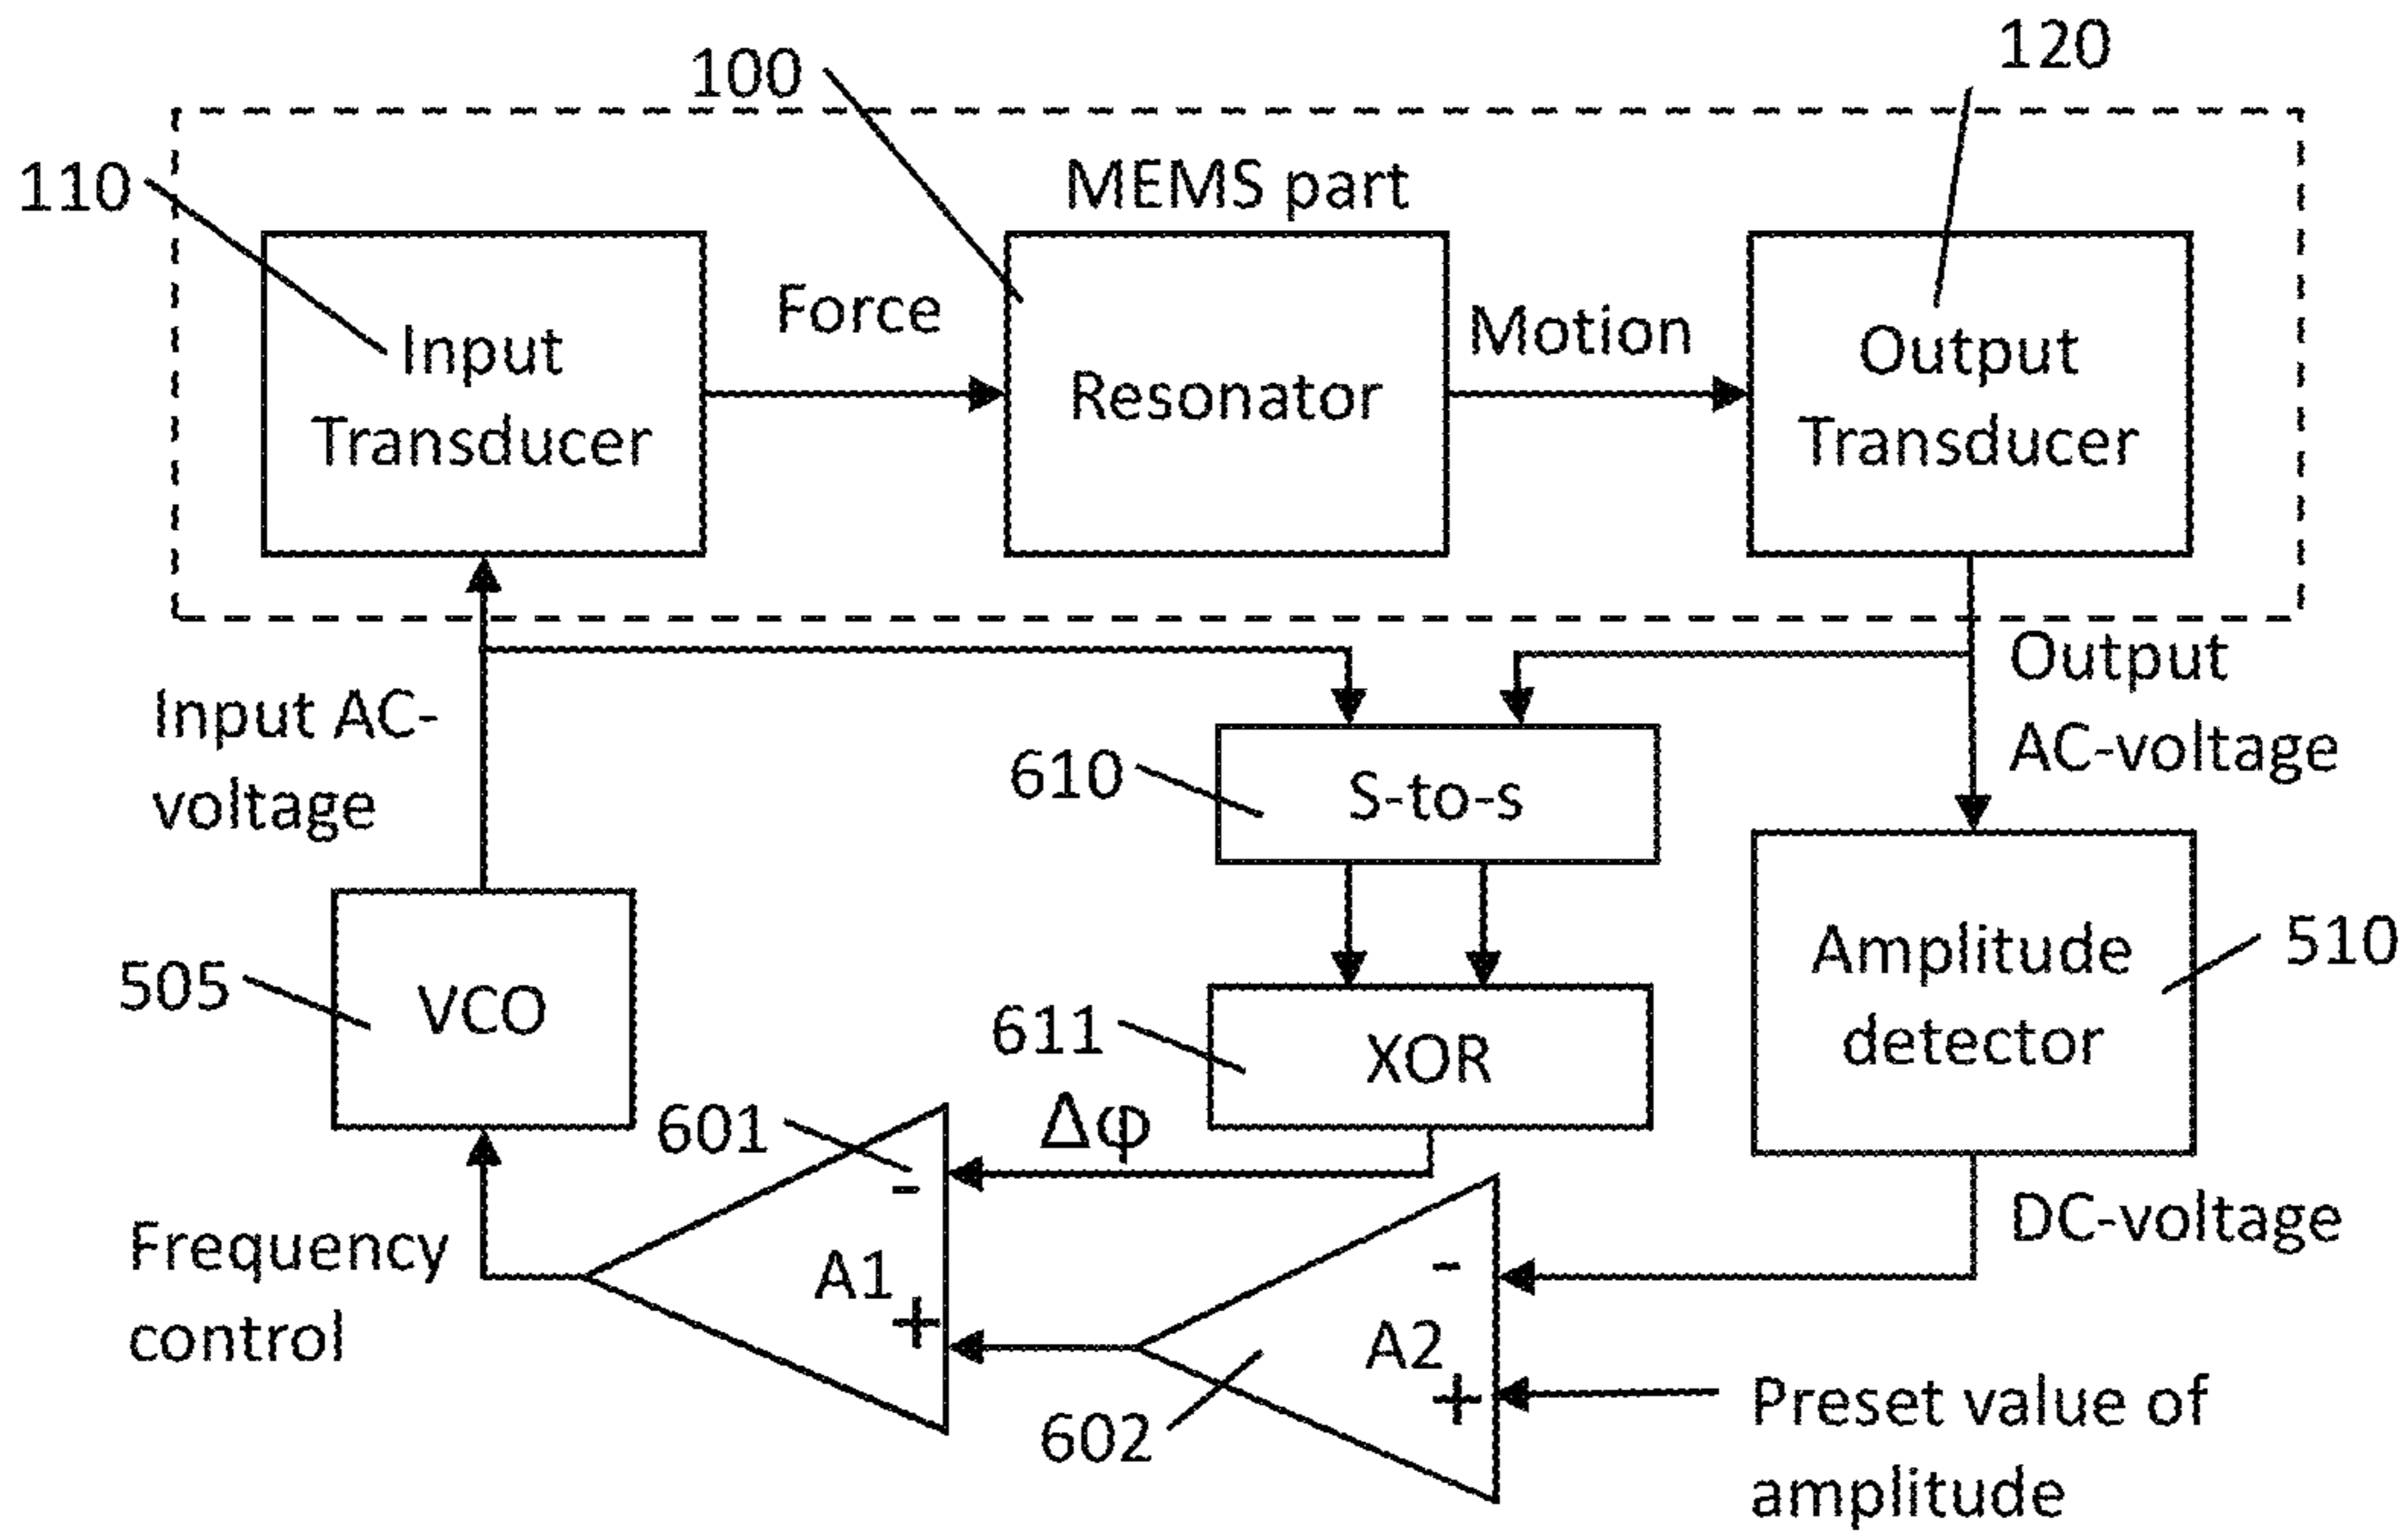 120
100
MEMS part
110
Force
Motion
Input
Transducer
Resonator
Output
Transducer
Output
AC-voltage
Input AC-
voltage
610
S-to-s
505
VCO
611
XOR
Amplitude
detector
510
601
Δφ
-
A1
+
Frequency
control
DC-voltage
-
A2
+
602
Preset value of
amplitude